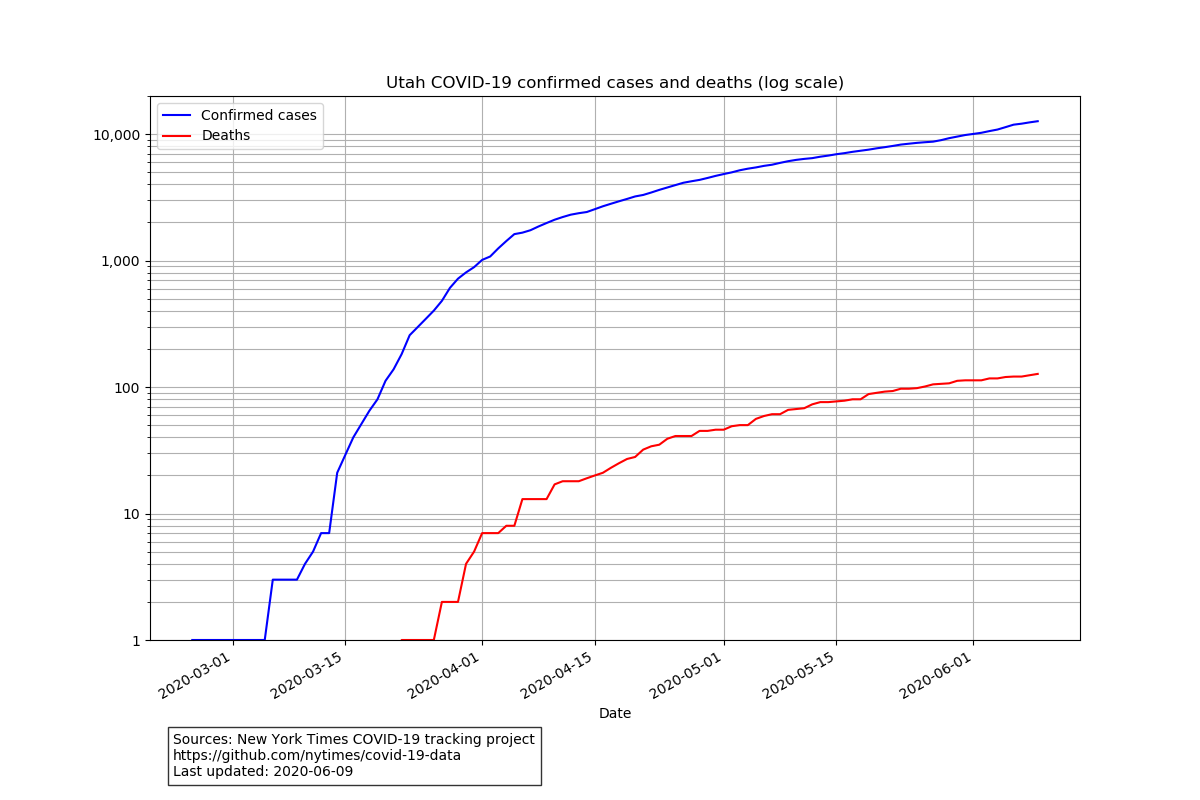 Utah COVID-19 confirmed cases and deaths (log scale)
Confirmed cases
Deaths
10,000
1,000
100
10
1
2020-03-01
2020-03-15
2020-04-01
2020-04-15
2020-05-01
2020-05-15
2020-06-01
Date
Sources: New York Times COVID-19 tracking project
https://github.com/nytimes/covid-19-data
Last updated: 2020-06-09